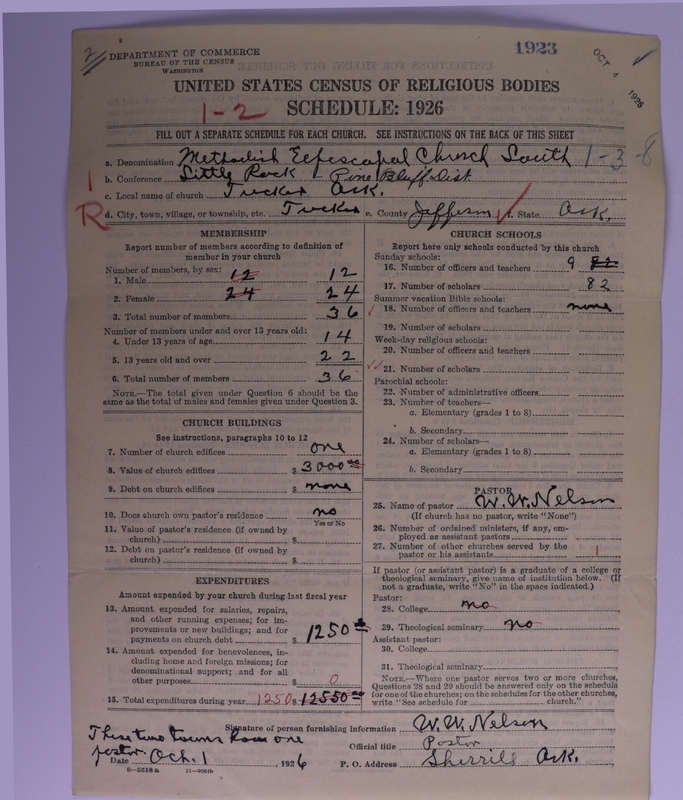 2
DEPARTMENT OF COMMERCE
BUREAU OF THE CENSUS
WASHINGTON
1923
OCT 4 1926
UNITED STATES CENSUS OF RELIGIOUS BODIES
1-2
SCHEDULE: 1926
FILL OUT A SEPARATE SCHEDULE FOR EACH CHURCH. SEE INSTRUCTIONS ON THE BACK OF THIS SHEET
a. Denomination Methodist Eepescapal Church South 1-3-8
b. Conference Little Rock Pine Bluff Dist.
1
c. Local name of church Tucker Ark.
R
d. City, town, village, or township, etc. Tucker e. County Jefferson f. State Ark.
MEMBERSHIP
Report number of members according to definition of
member in your church
Number of members, by sex:
1. Male 12 12
2. Female 24 24
3. Total number of members 36
Number of members under and over 13 years old:
4. Under 13 years of age 14
5. 13 years old and over 22
6. Total number of members 36
NOTE.—The total given under Question 6 should be the
same as the total of males and females given under Question 3.
CHURCH BUILDINGS
See instructions, paragraphs 10 to 12
7. Number of church edifices one
8. Value of church edifices $ 3000 00
9. Debt on church edifices $ none
10. Does church own pastor's residence no
Yes or No
11. Value of pastor's residence (if owned by
church) $
12. Debt on pastor's residence (if owned by
church) $
EXPENDITURES
Amount expended by your church during last fiscal year
13. Amount expended for salaries, repairs,
and other running expenses; for im-
provements or new buildings; and for
payments on church debt $ 1250 00
14. Amount expended for benevolences, in-
cluding home and foreign missions; for
denominational support; and for all
other purposes $ 0
15. Total expenditures during year 1250 $ 12550 00
CHURCH SCHOOLS
Report here only schools conducted by this church
Sunday schools:
16. Number of officers and teachers 9 82
17. Number of scholars 82
Summer vacation Bible schools:
18. Number of officers and teachers none
19. Number of scholars
Week-day religious schools:
20. Number of officers and teachers
21. Number of scholars
Parochial schools:
22. Number of administrative officers
23. Number of teachers—
a. Elementary (grades 1 to 8)
b. Secondary
24. Number of scholars—
a. Elementary (grades 1 to 8)
b. Secondary
PASTOR
25. Name of pastor W. W. Nelson
(If church has no pastor, write "None")
26. Number of ordained ministers, if any, em-
ployed as assistant pastors
27. Number of other churches served by the
pastor or his assistants 1
If pastor (or assistant pastor) is a graduate of a college or
theological seminary, give name of institution below. (If
not a graduate, write "No" in the space indicated.)
Pastor:
28. College no
29. Theological seminary no
Assistant pastor:
30. College
31. Theological seminary
NOTE.—Where one pastor serves two or more churches,
Questions 28 and 29 should be answered only on the schedule
for one of the churches; on the schedules for the other churches,
write "See schedule for church."
Signature of person furnishing information W. W. Nelson
These two towns have one
pastor
Official title Pastor
Date Oct. 1, 1926
P. O. Address Sherrill Ark.
8-5518a 11-9064b